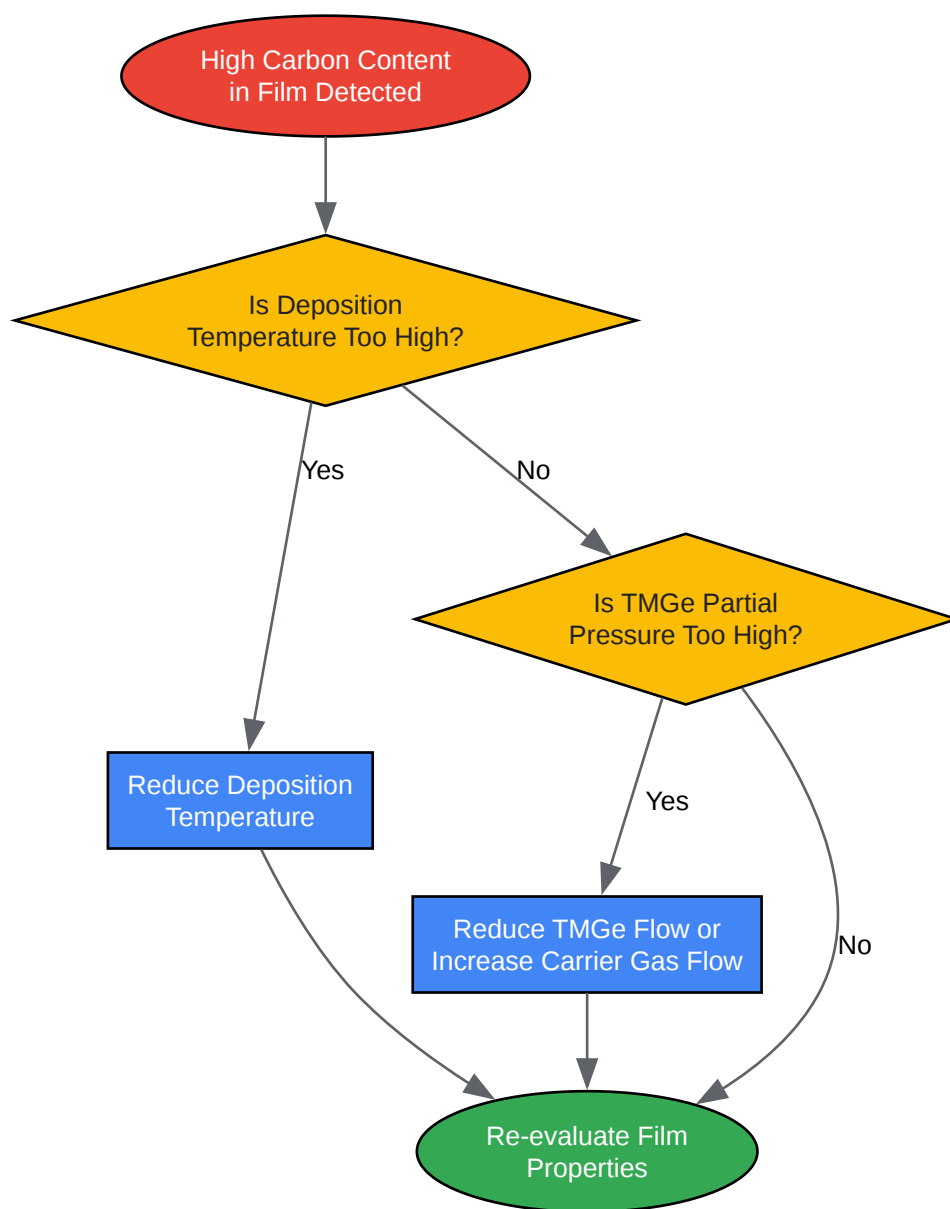 High Carbon Content
in Film Detected
Is Deposition
Temperature Too High?
Yes
No
Is TMGe Partial
Pressure Too High?
Reduce Deposition
Temperature
Yes
Reduce TMGe Flow or
Increase Carrier Gas Flow
No
Re-evaluate Film
Properties